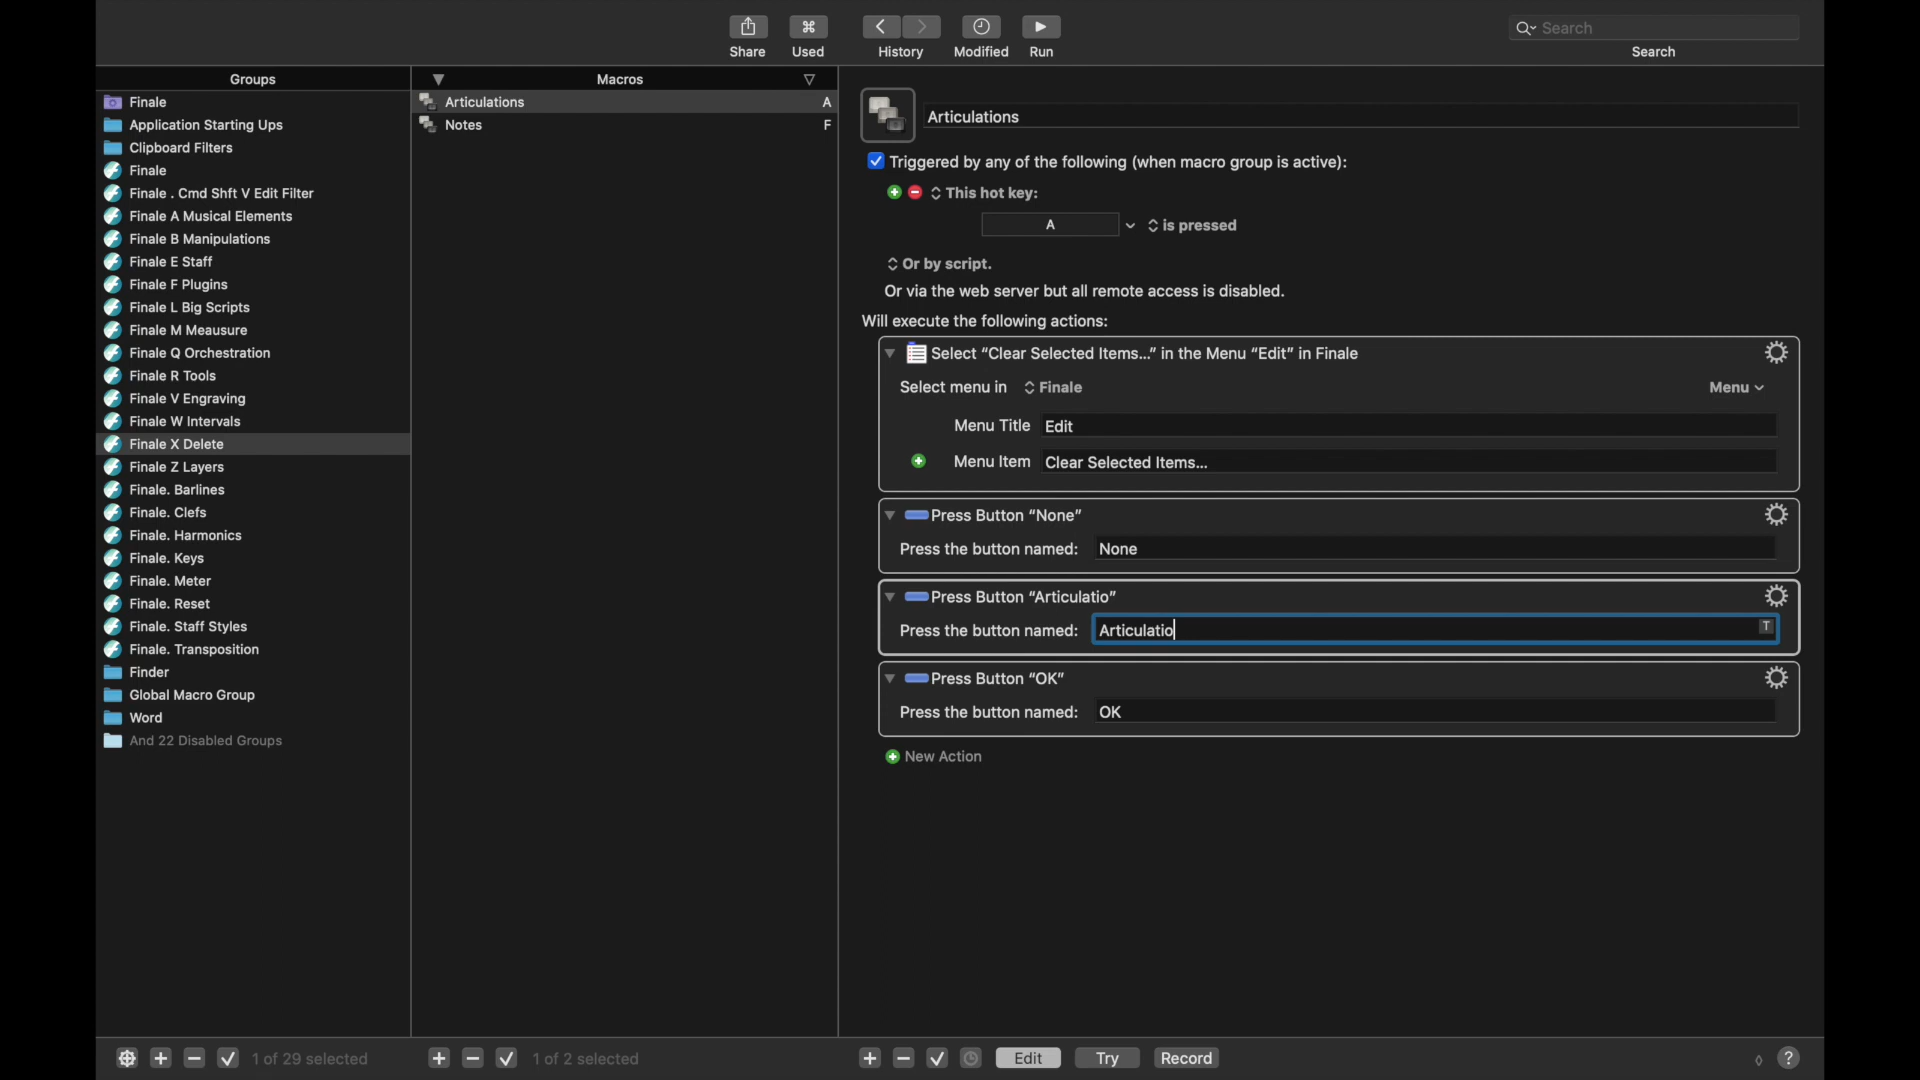 Share
Used
History
Modified
Run
Search
Search
Groups
Finale
Application Starting Ups
Clipboard Filters
Finale
Finale . Cmd Shft V Edit Filter
Finale A Musical Elements
Finale B Manipulations
Finale E Staff
Finale F Plugins
Finale L Big Scripts
Finale M Meausure
Finale Q Orchestration
Finale R Tools
Finale V Engraving
Finale W Intervals
Finale X Delete
Finale Z Layers
Finale. Barlines
Finale. Clefs
Finale. Harmonics
Finale. Keys
Finale. Meter
Finale. Reset
Finale. Staff Styles
Finale. Transposition
Finder
Global Macro Group
Word
And 22 Disabled Groups
1 of 29 selected
Macros
Articulations A
Notes F
1 of 2 selected
Articulations
Triggered by any of the following (when macro group is active):
This hot key:
A is pressed
Or by script.
Or via the web server but all remote access is disabled.
Will execute the following actions:
Select “Clear Selected Items...” in the Menu “Edit” in Finale
Select menu in Finale Menu
Menu Title Edit
Menu Item Clear Selected Items...
Press Button “None”
Press the button named: None
Press Button “Articulatio”
Press the button named: Articulatio T
Press Button “OK”
Press the button named: OK
New Action
Edit Try Record ?